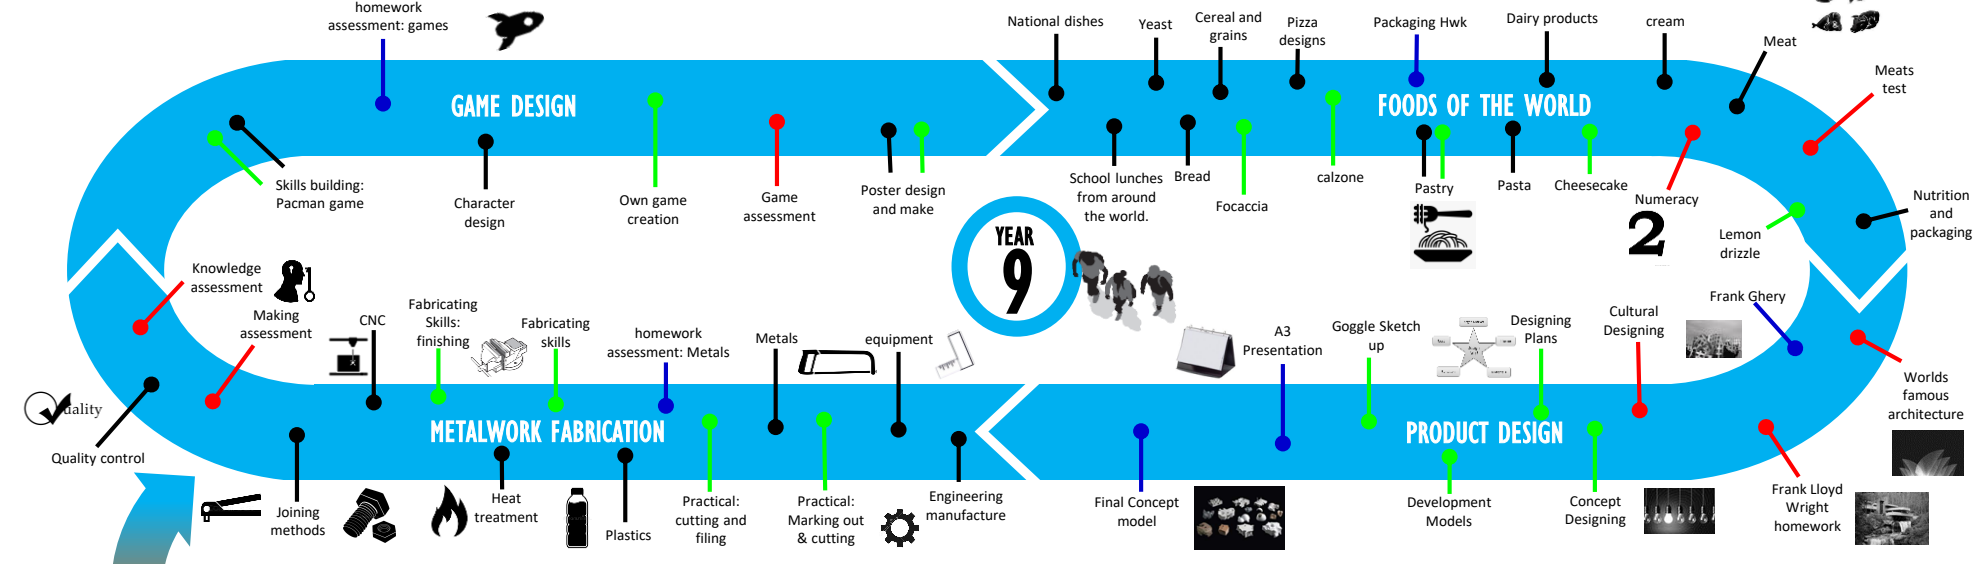 homework
assessment: games
National dishes
Yeast
Cereal and
grains
Pizza
designs
Packaging Hwk
Dairy products
cream
Meat
Meats
test
GAME DESIGN
FOODS OF THE WORLD
Skills building:
Pacman game
Character
design
Own game
creation
Game
assessment
Poster design
and make
School lunches
from around
the world.
Bread
Focaccia
calzone
Pastry
Pasta
Cheesecake
Numeracy
2
Lemon
drizzle
Nutrition
and
packaging
YEAR
9
Knowledge
assessment
Making
assessment
CNC
Fabricating
Skills:
finishing
Fabricating
skills
homework
assessment: Metals
Metals
equipment
A3
Presentation
Goggle Sketch
up
Designing
Plans
Cultural
Designing
Frank Ghery
Worlds
famous
architecture
Quality
Quality control
METALWORK FABRICATION
PRODUCT DESIGN
Joining
methods
Heat
treatment
Plastics
Practical:
cutting and
filing
Practical:
Marking out
& cutting
Engineering
manufacture
Final Concept
model
Development
Models
Concept
Designing
Frank Lloyd
Wright
homework